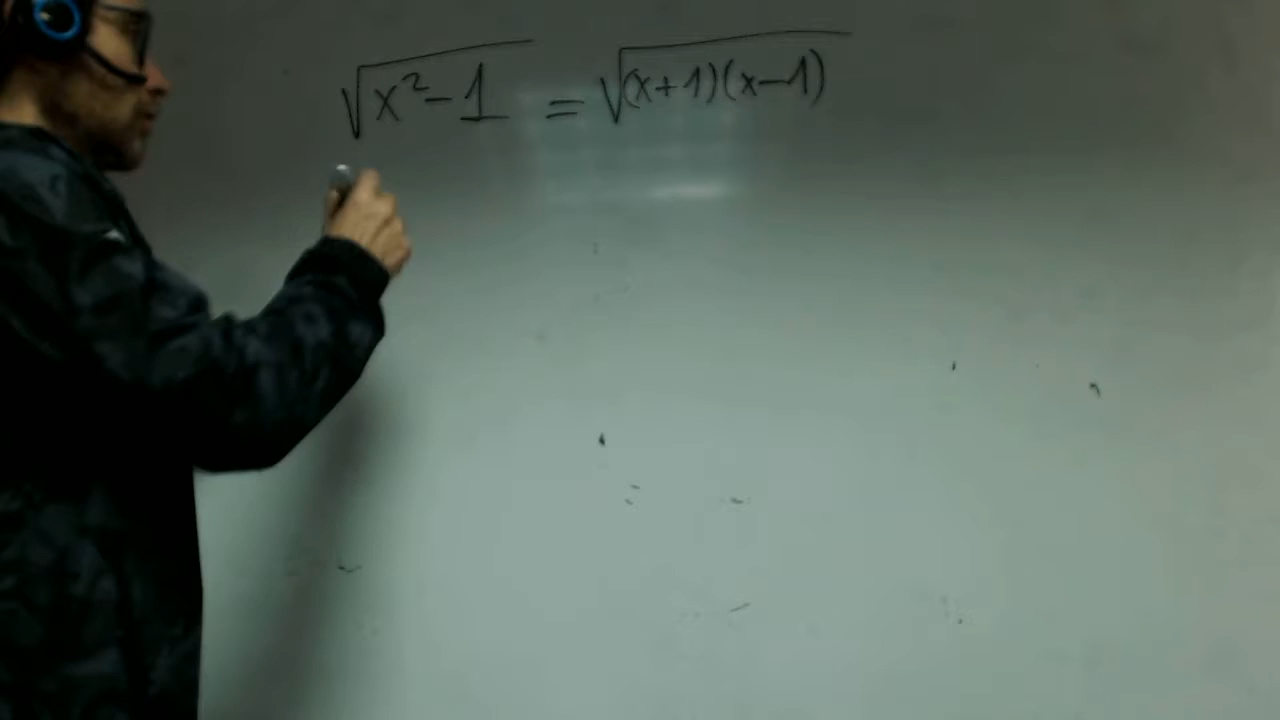 √(x²-1) = √((x+1)(x-1))